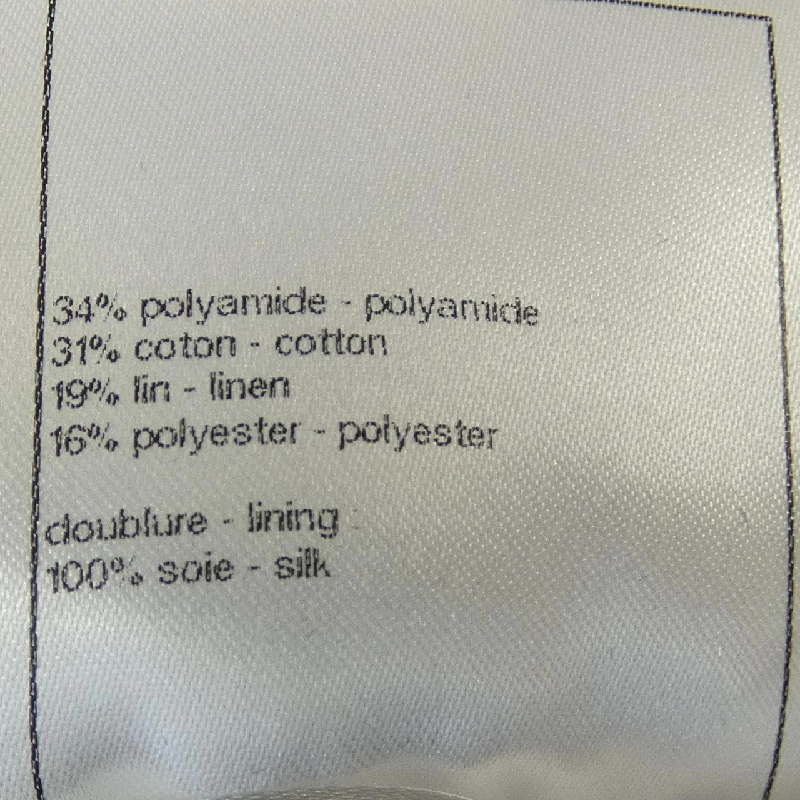 34% polyamide - polyamide
31% coton - cotton
19% lin - linen
16% polyester - polyester
doublure - lining
100% soie - silk